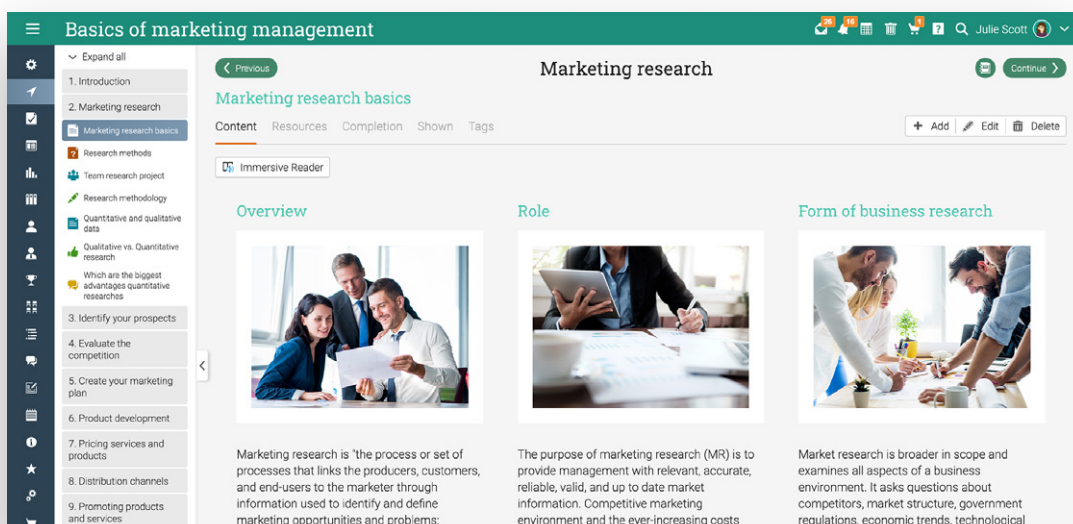 Basics of marketing management
26
16
1
Julie Scott
Expand all
1. Introduction
2. Marketing research
Marketing research basics
Research methods
Team research project
Research methodology
Quantitative and qualitative
data
Qualitative vs. Quantitative
research
Which are the biggest
advantages quantitative
researches
3. Identify your prospects
4. Evaluate the
competition
5. Create your marketing
plan
6. Product development
7. Pricing services and
products
8. Distribution channels
9. Promoting products
and services
Previous
Marketing research
Continue
Marketing research basics
Content Resources Completion Shown Tags
+ Add Edit Delete
Immersive Reader
Overview
Marketing research is "the process or set of
processes that links the producers, customers,
and end-users to the marketer through
information used to identify and define
marketing opportunities and problems;
Role
The purpose of marketing research (MR) is to
provide management with relevant, accurate,
reliable, valid, and up to date market
information. Competitive marketing
environment and the ever-increasing costs
Form of business research
Market research is broader in scope and
examines all aspects of a business
environment. It asks questions about
competitors, market structure, government
regulations, economic trends, technological